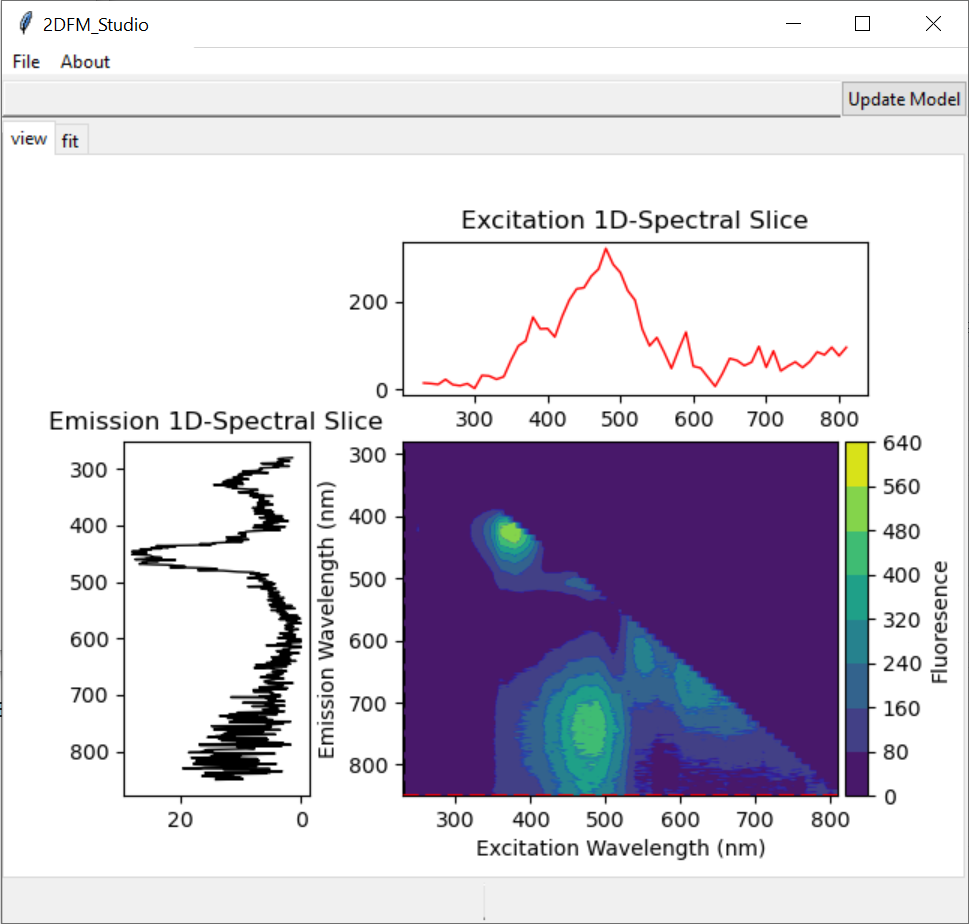 2DFM_Studio
File About
Update Model
view fit
Excitation 1D-Spectral Slice
200
0
300 400 500 600 700 800
Emission 1D-Spectral Slice
300
400
500
600
700
800
20 0
Emission Wavelength (nm)
300
400
500
600
700
800
300 400 500 600 700 800
Excitation Wavelength (nm)
640
560
480
400
320
240
160
80
0
Fluoresence